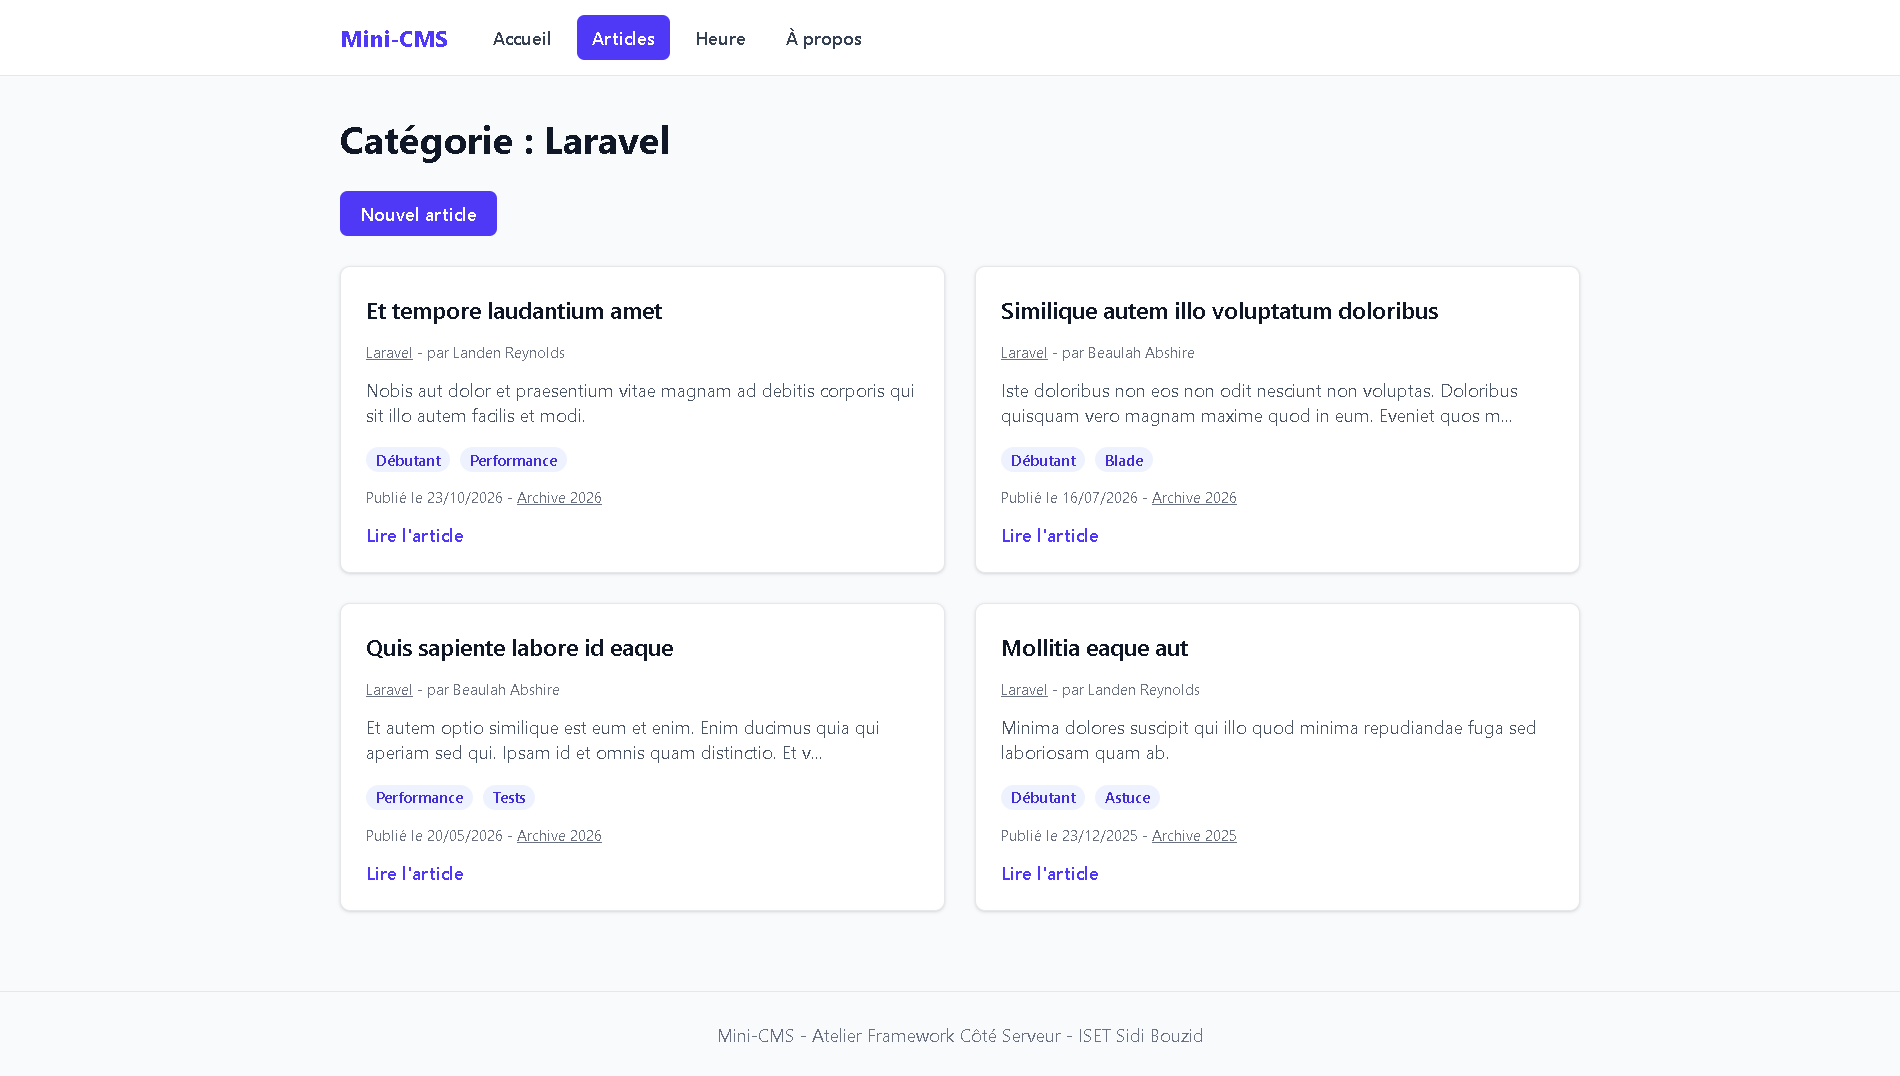 Mini-CMS Accueil Articles Heure À propos
Catégorie : Laravel
Nouvel article
Et tempore laudantium amet
Laravel - par Landen Reynolds
Nobis aut dolor et praesentium vitae magnam ad debitis corporis qui
sit illo autem facilis et modi.
Débutant Performance
Publié le 23/10/2026 - Archive 2026
Lire l'article
Similique autem illo voluptatum doloribus
Laravel - par Beaulah Abshire
Iste doloribus non eos non odit nesciunt non voluptas. Doloribus
quisquam vero magnam maxime quod in eum. Eveniet quos m...
Débutant Blade
Publié le 16/07/2026 - Archive 2026
Lire l'article
Quis sapiente labore id eaque
Laravel - par Beaulah Abshire
Et autem optio similique est eum et enim. Enim ducimus quia qui
aperiam sed qui. Ipsam id et omnis quam distinctio. Et v...
Performance Tests
Publié le 20/05/2026 - Archive 2026
Lire l'article
Mollitia eaque aut
Laravel - par Landen Reynolds
Minima dolores suscipit qui illo quod minima repudiandae fuga sed
laboriosam quam ab.
Débutant Astuce
Publié le 23/12/2025 - Archive 2025
Lire l'article
Mini-CMS - Atelier Framework Côté Serveur - ISET Sidi Bouzid